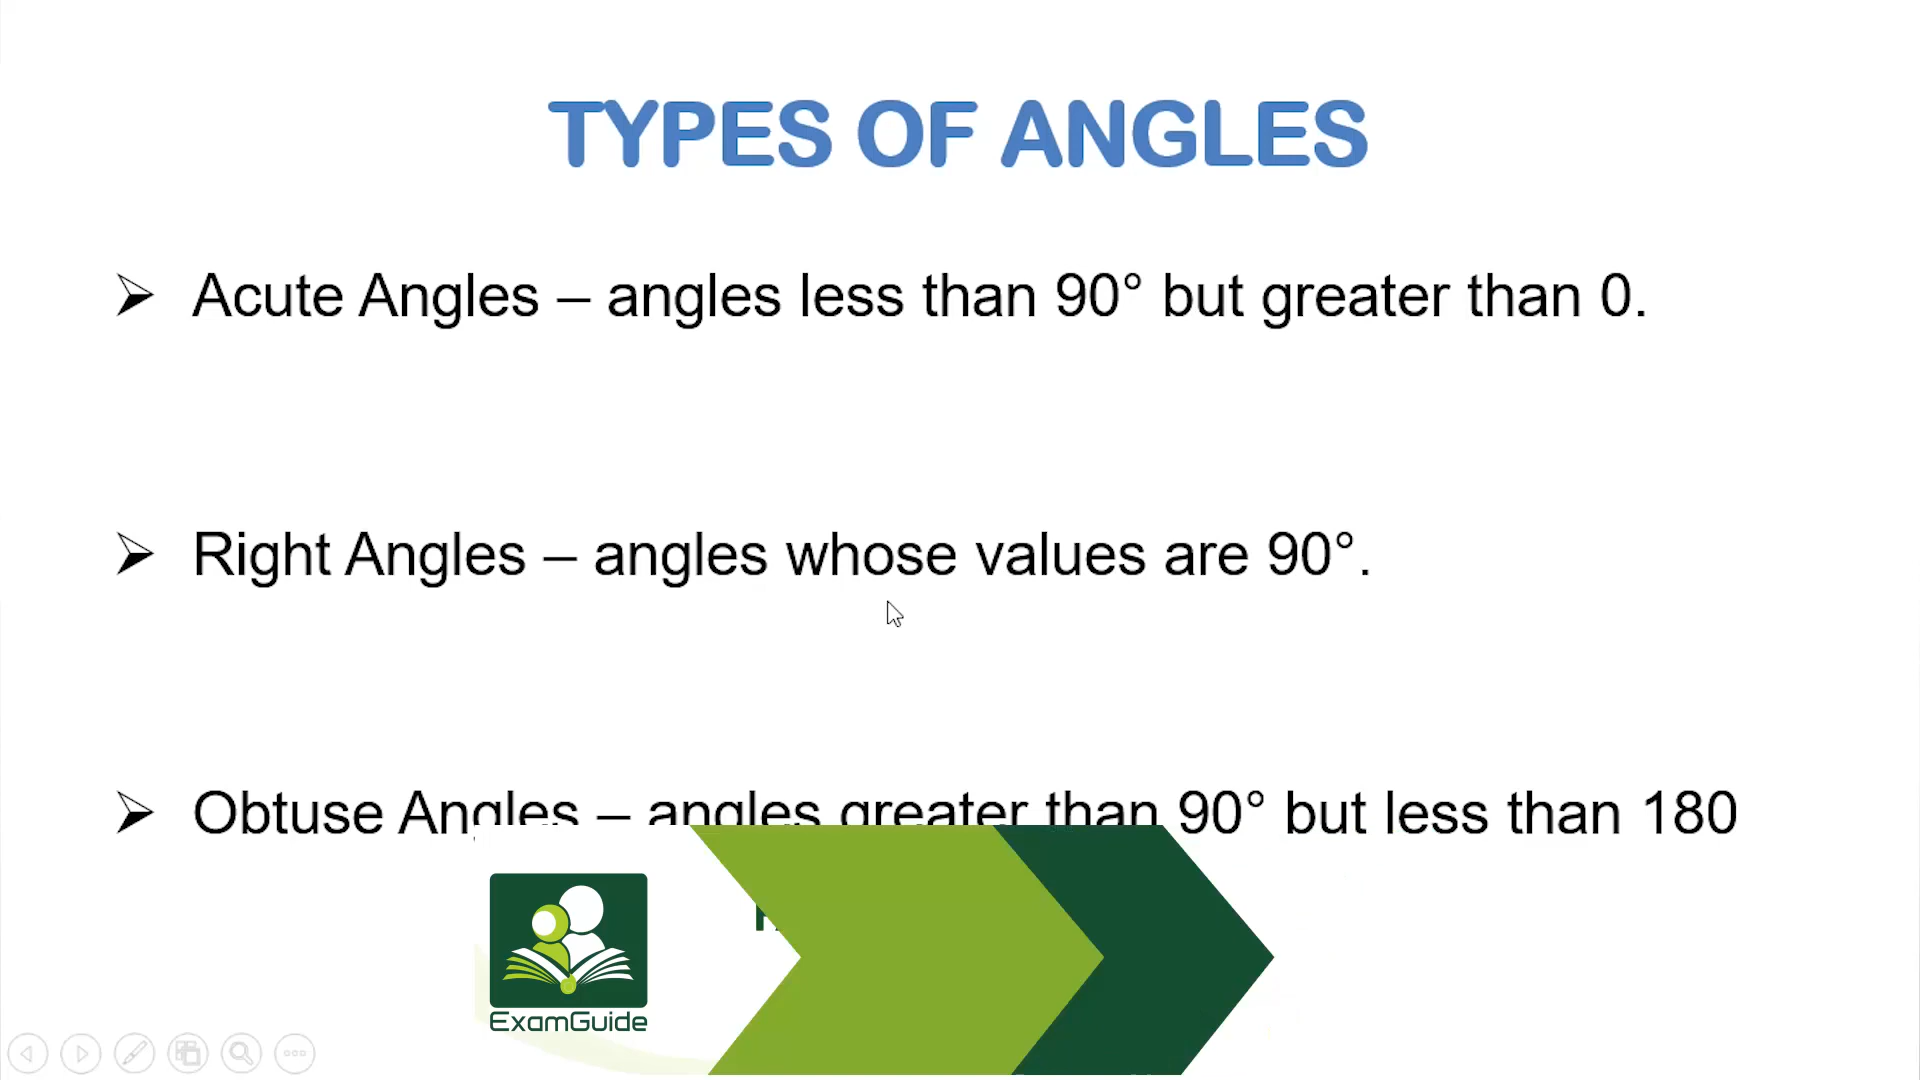 TYPES OF ANGLES
➢ Acute Angles – angles less than 90° but greater than 0.
➢ Right Angles – angles whose values are 90°.
➢ Obtuse Angles – angles greater than 90° but less than 180
ExamGuide